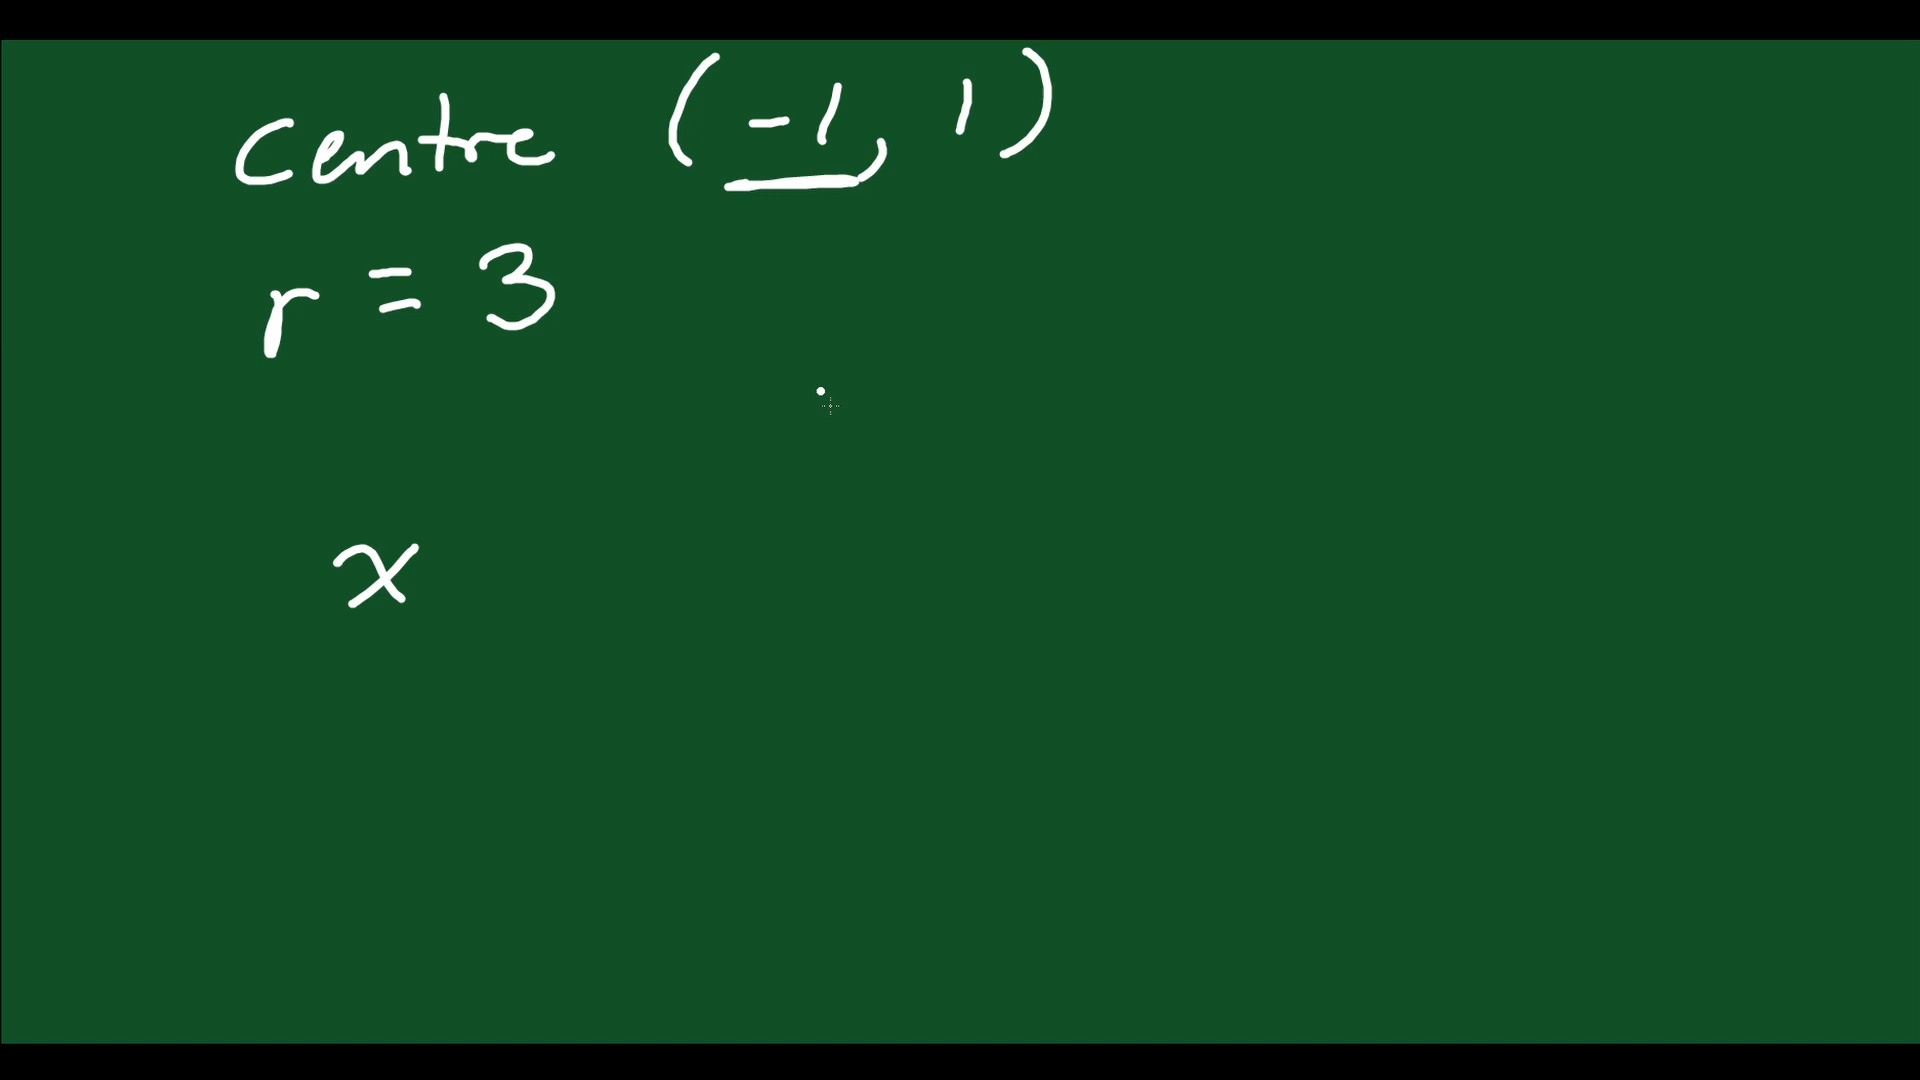 Centre (-1, 1)
r = 3
x